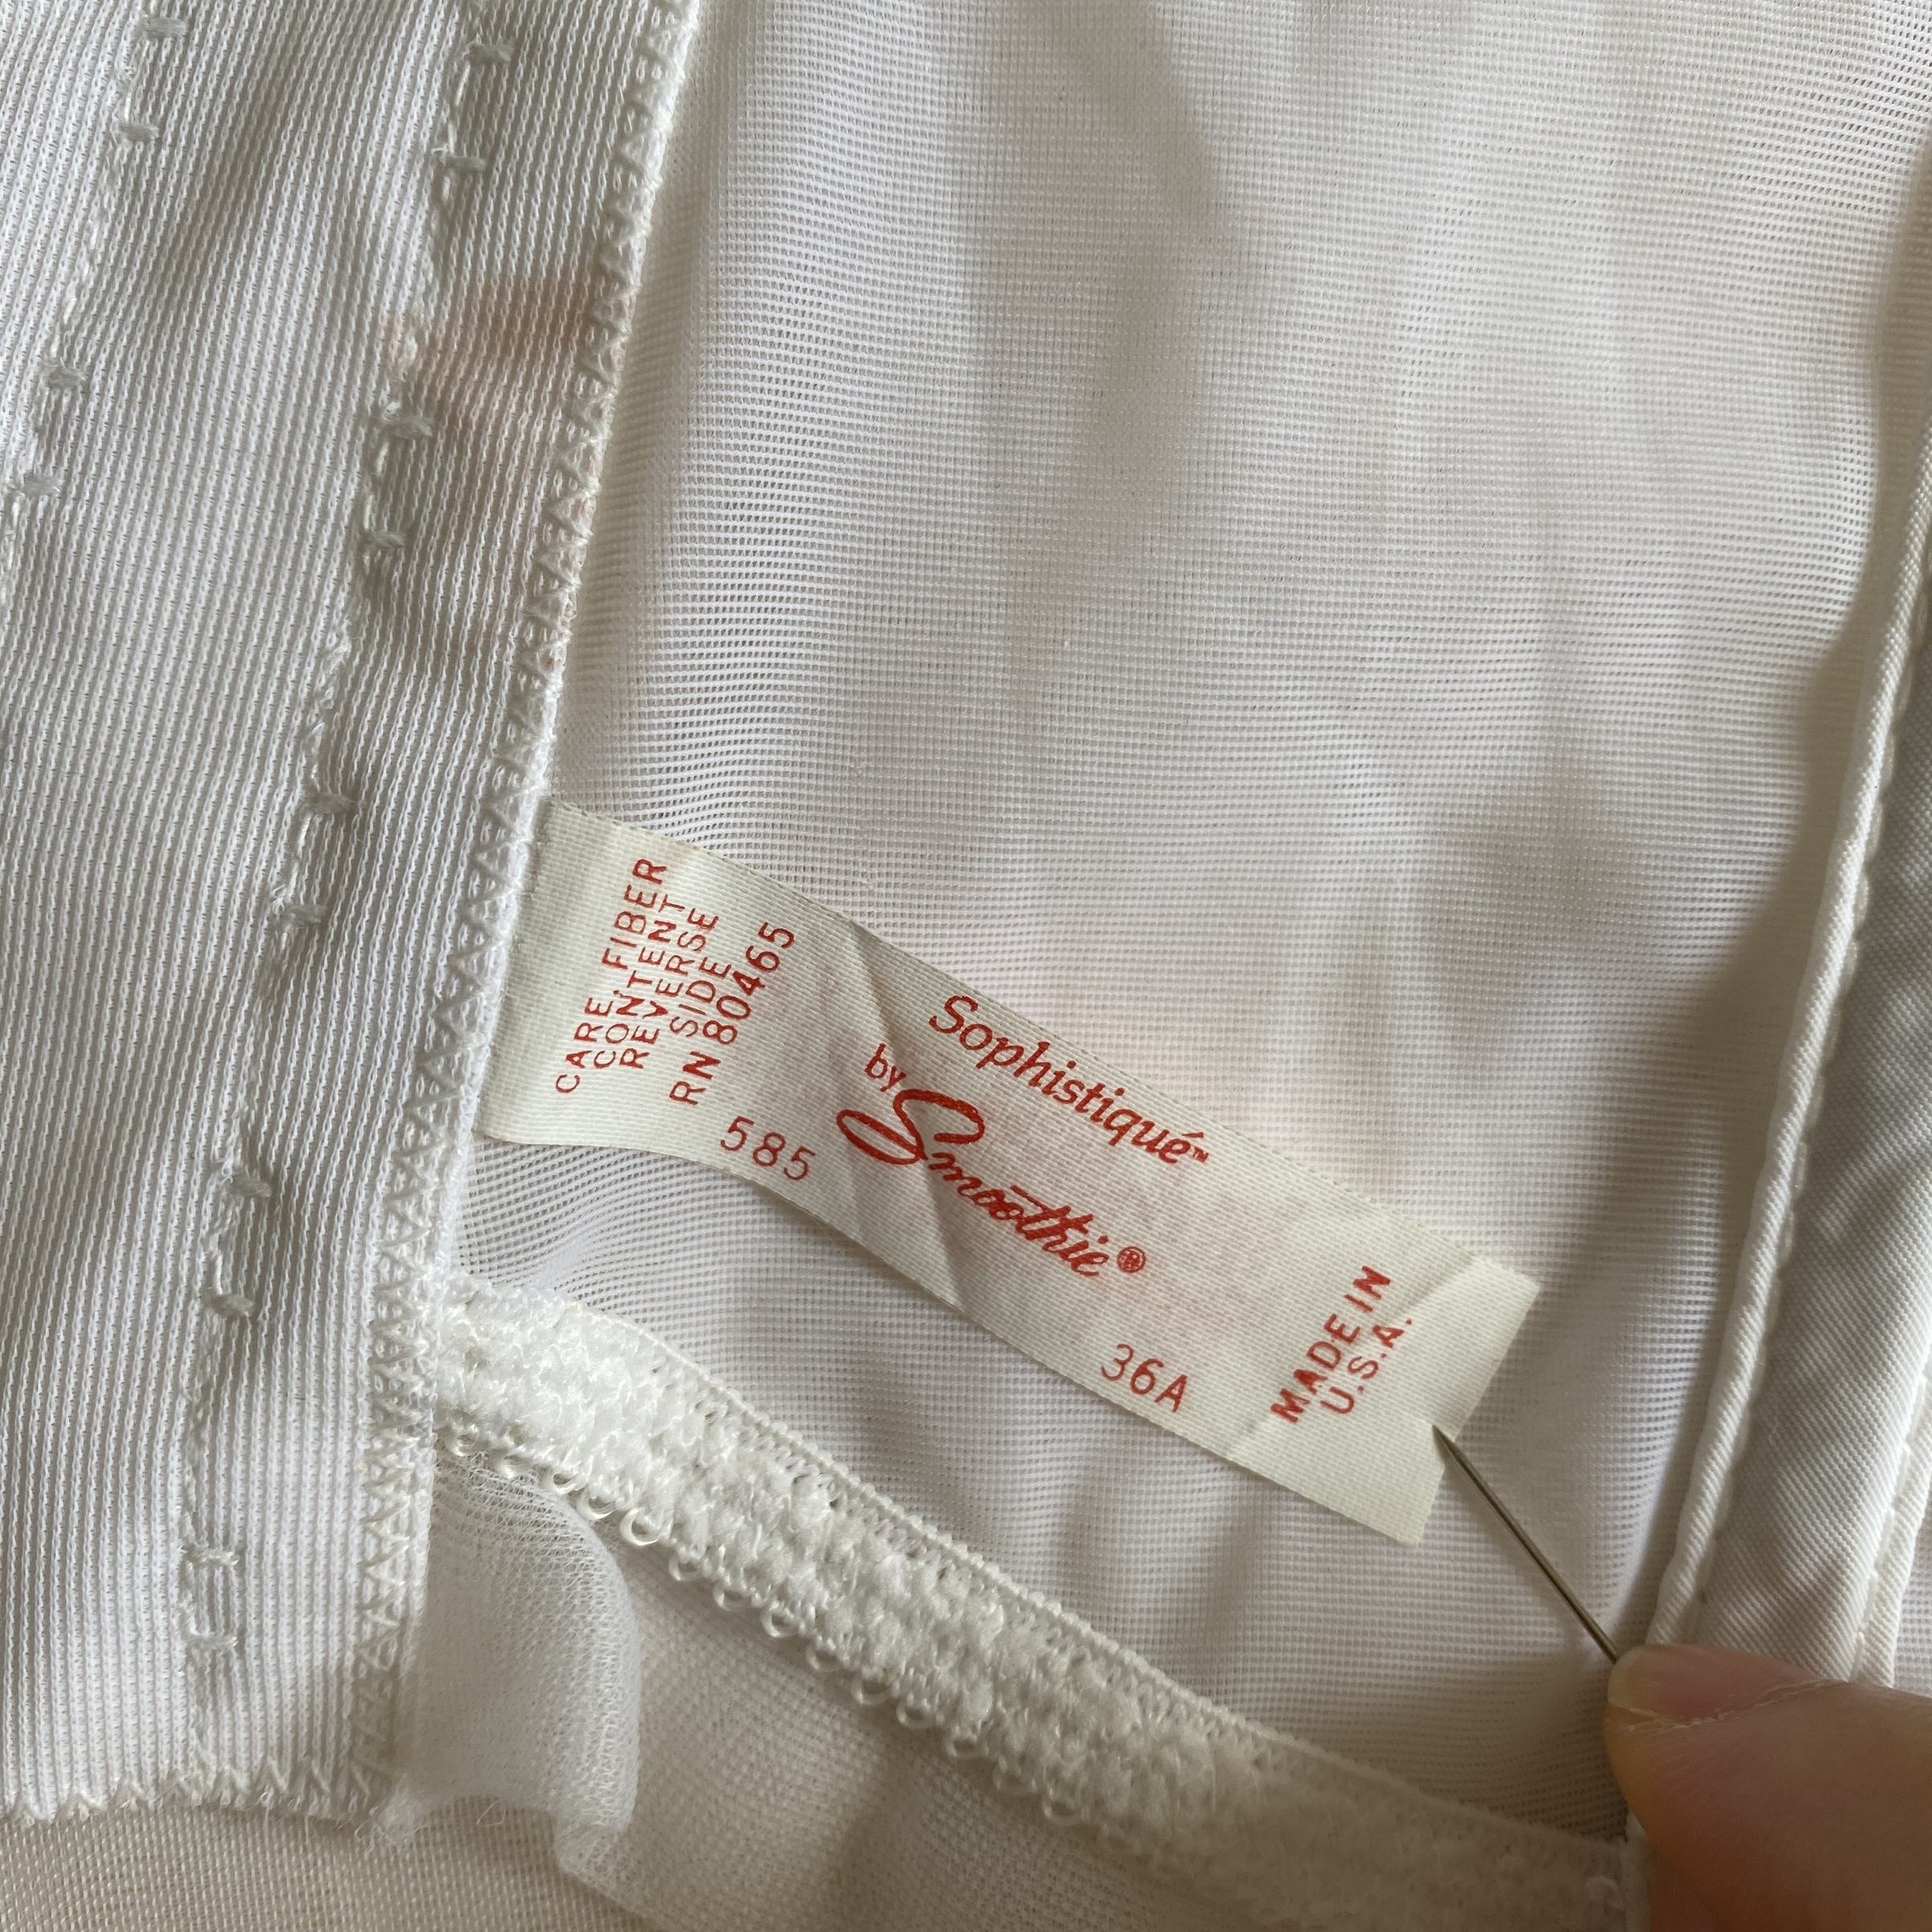 CARE FIBER
CONTENT
REVERSE
SIDE
RN 80465
585
Sophistiqué™
by
Smoothie®
36A
MADE IN
U.S.A.